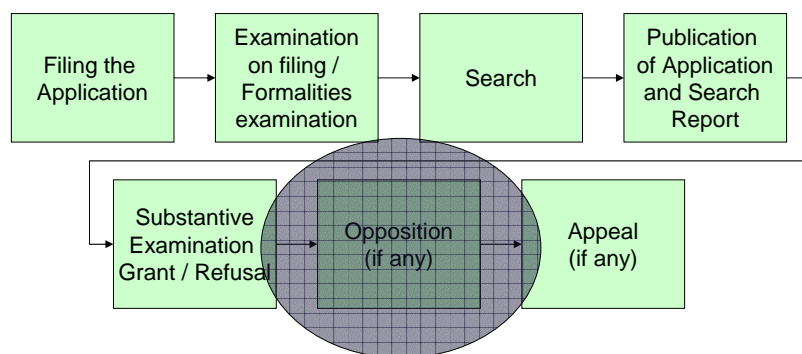 Filing the
Application
Examination
on filing /
Formalities
examination
Search
Publication
of Application
and Search
Report
Substantive
Examination
Grant / Refusal
Opposition
(if any)
Appeal
(if any)